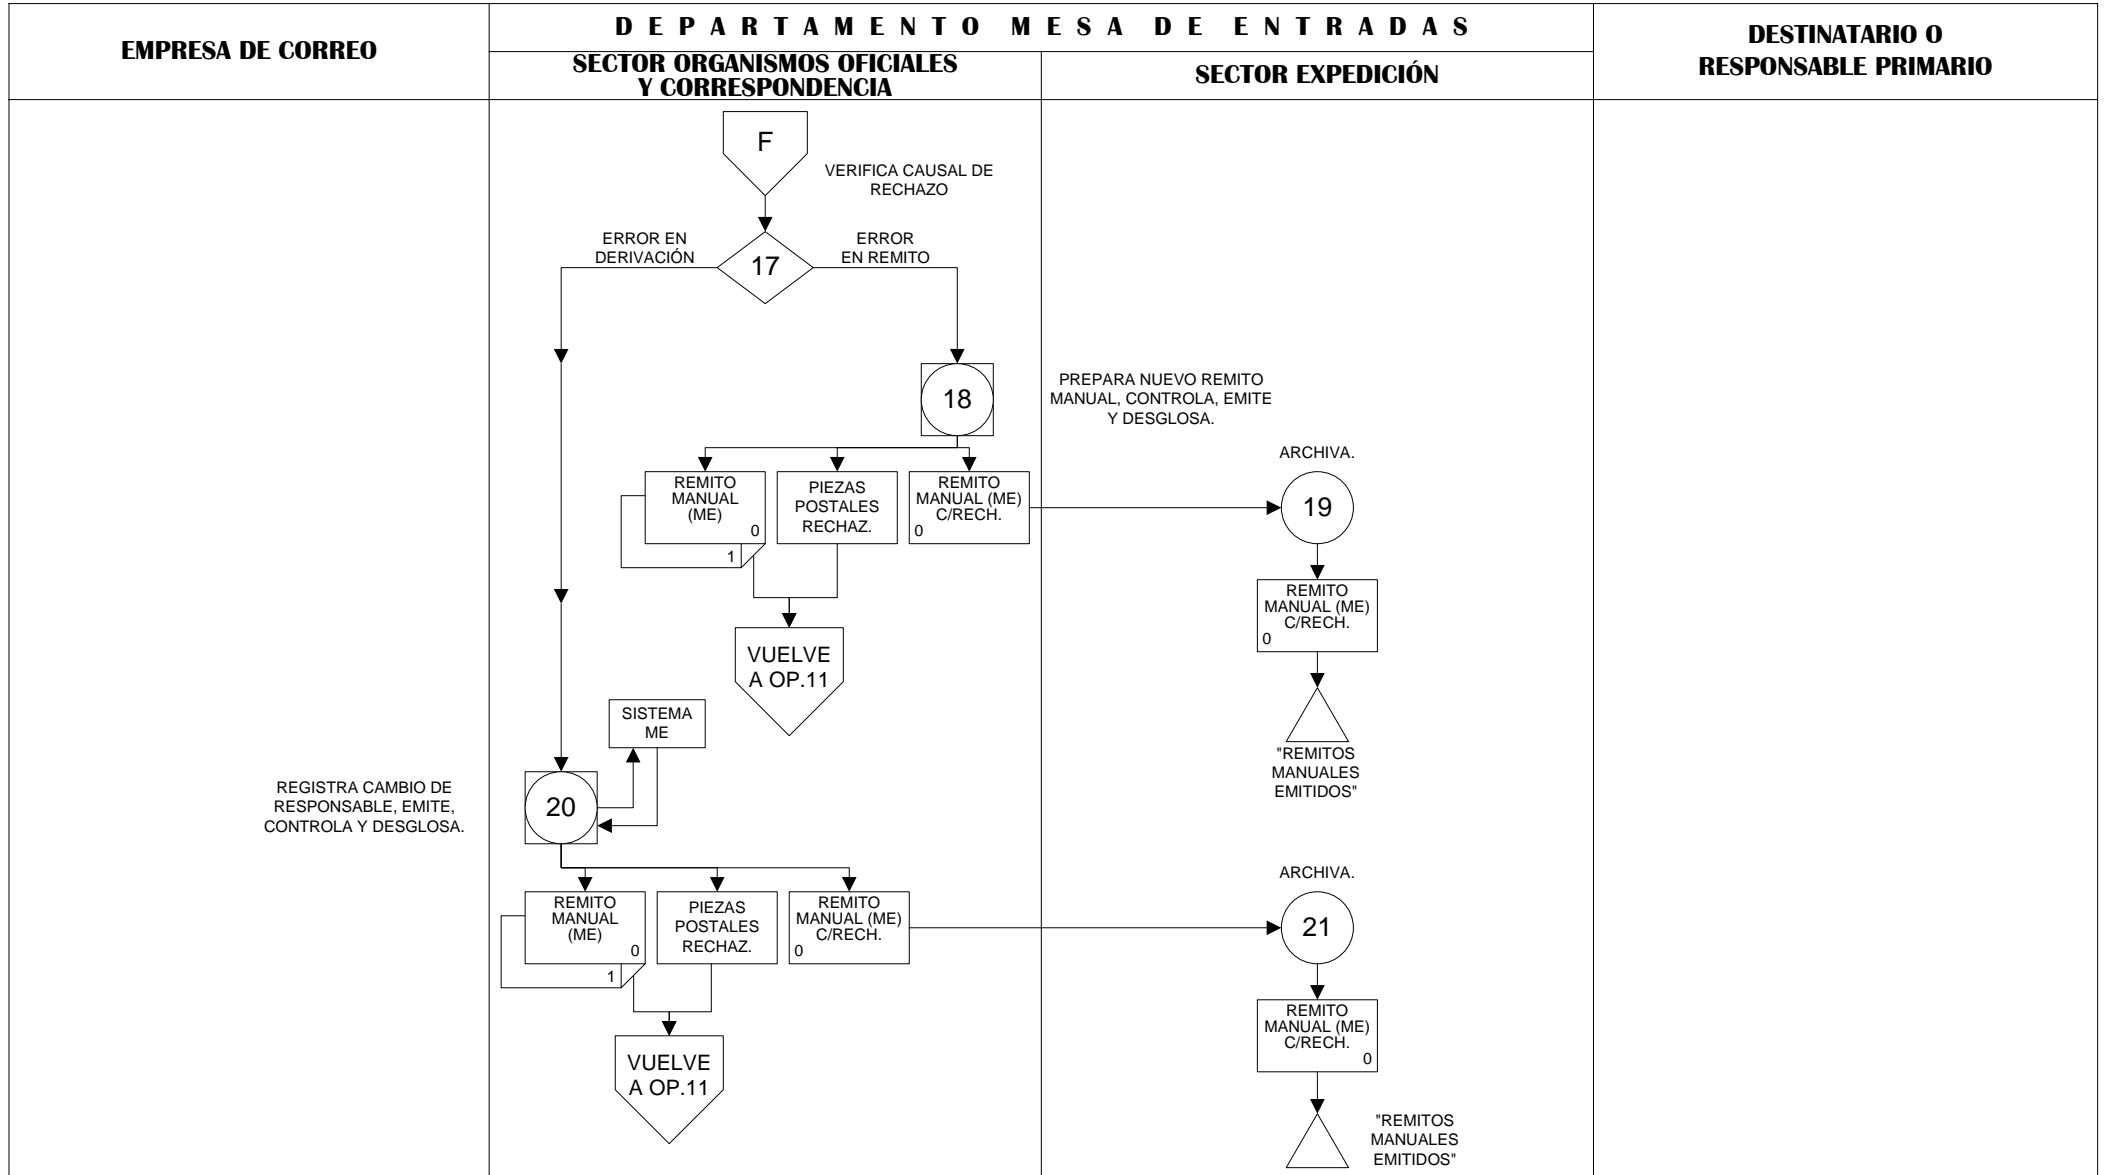 EMPRESA DE CORREO
DEPARTAMENTO MESA DE ENTRADAS
SECTOR ORGANISMOS OFICIALES
Y CORRESPONDENCIA
SECTOR EXPEDICIÓN
DESTINATARIO O
RESPONSABLE PRIMARIO
F
VERIFICA CAUSAL DE
RECHAZO
ERROR EN
DERIVACIÓN
17
ERROR
EN REMITO
18
PREPARA NUEVO REMITO
MANUAL, CONTROLA, EMITE
Y DESGLOSA.
REMITO
MANUAL
(ME)
0
1
PIEZAS
POSTALES
RECHAZ.
REMITO
MANUAL (ME)
C/RECH.
0
ARCHIVA.
19
REMITO
MANUAL (ME)
C/RECH.
0
"REMITOS
MANUALES
EMITIDOS"
VUELVE
A OP.11
SISTEMA
ME
REGISTRA CAMBIO DE
RESPONSABLE, EMITE,
CONTROLA Y DESGLOSA.
20
REMITO
MANUAL
(ME)
0
1
PIEZAS
POSTALES
RECHAZ.
REMITO
MANUAL (ME)
C/RECH.
0
ARCHIVA.
21
REMITO
MANUAL (ME)
C/RECH.
0
"REMITOS
MANUALES
EMITIDOS"
VUELVE
A OP.11